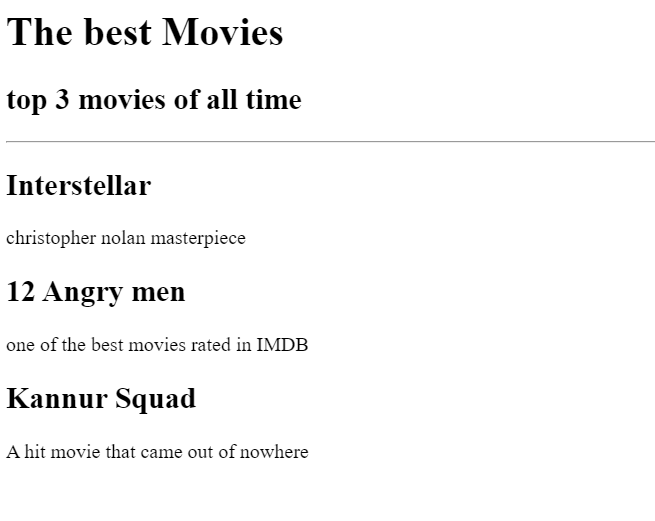 The best Movies
top 3 movies of all time
Interstellar
christopher nolan masterpiece
12 Angry men
one of the best movies rated in IMDB
Kannur Squad
A hit movie that came out of nowhere